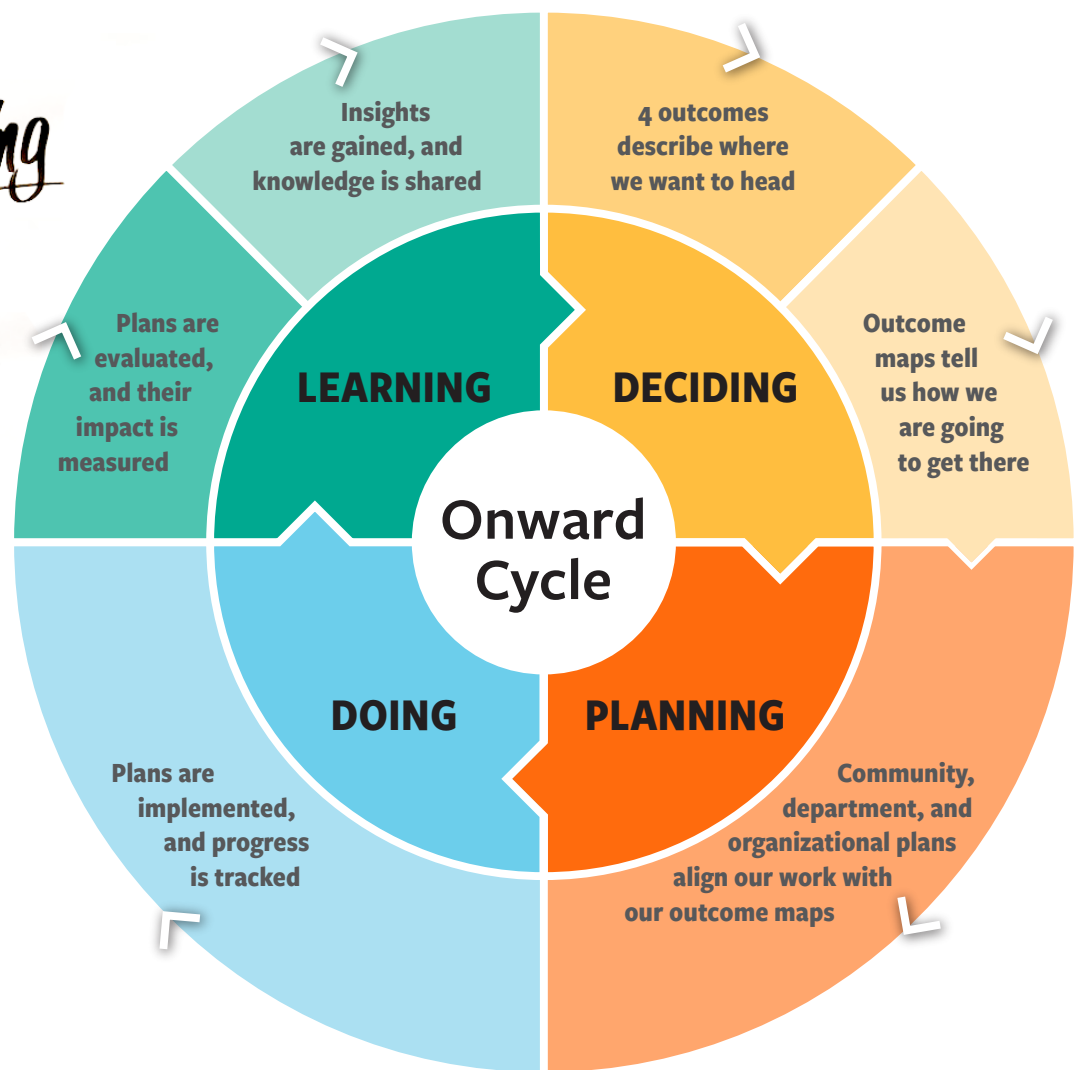 Insights
are gained, and
knowledge is shared
4 outcomes
describe where
we want to head
Plans are
evaluated,
and their
impact is
measured
Outcome
maps tell
us how we
are going
to get there
LEARNING
DECIDING
Onward
Cycle
DOING
PLANNING
Plans are
implemented,
and progress
is tracked
Community,
department, and
organizational plans
align our work with
our outcome maps